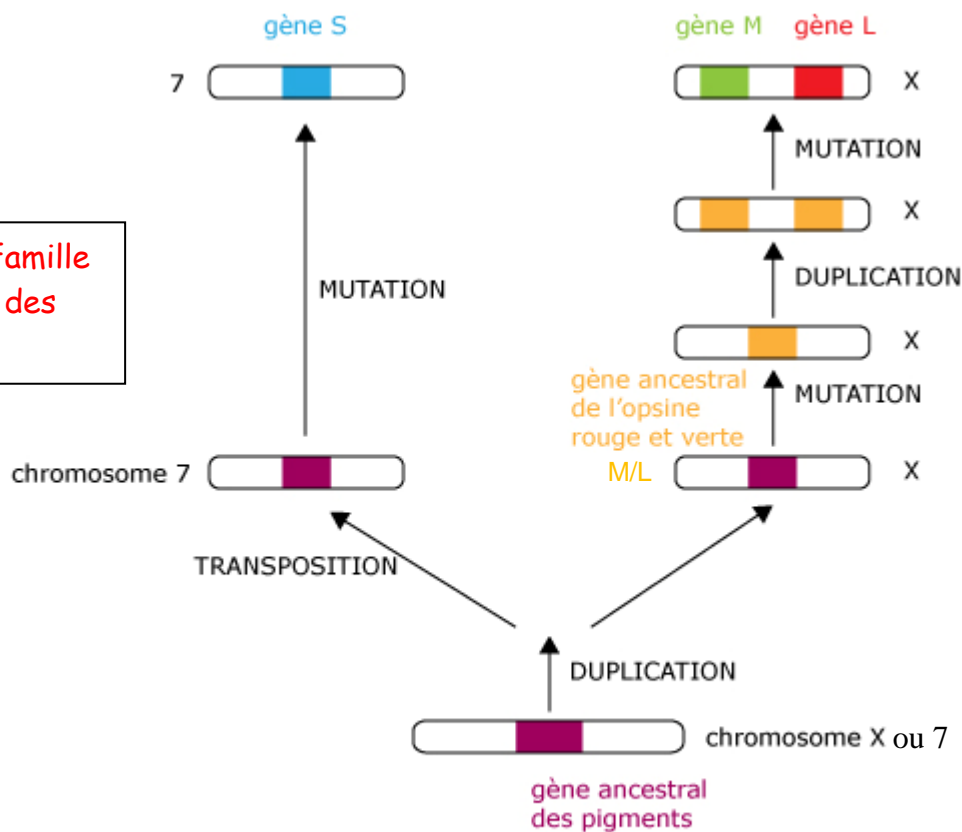 gène S
gène M gène L
7
X
MUTATION
X
famille
des
MUTATION
DUPLICATION
X
gène ancestral
de l'opsine
rouge et verte
M/L
MUTATION
chromosome 7
X
TRANSPOSITION
DUPLICATION
chromosome X ou 7
gène ancestral
des pigments